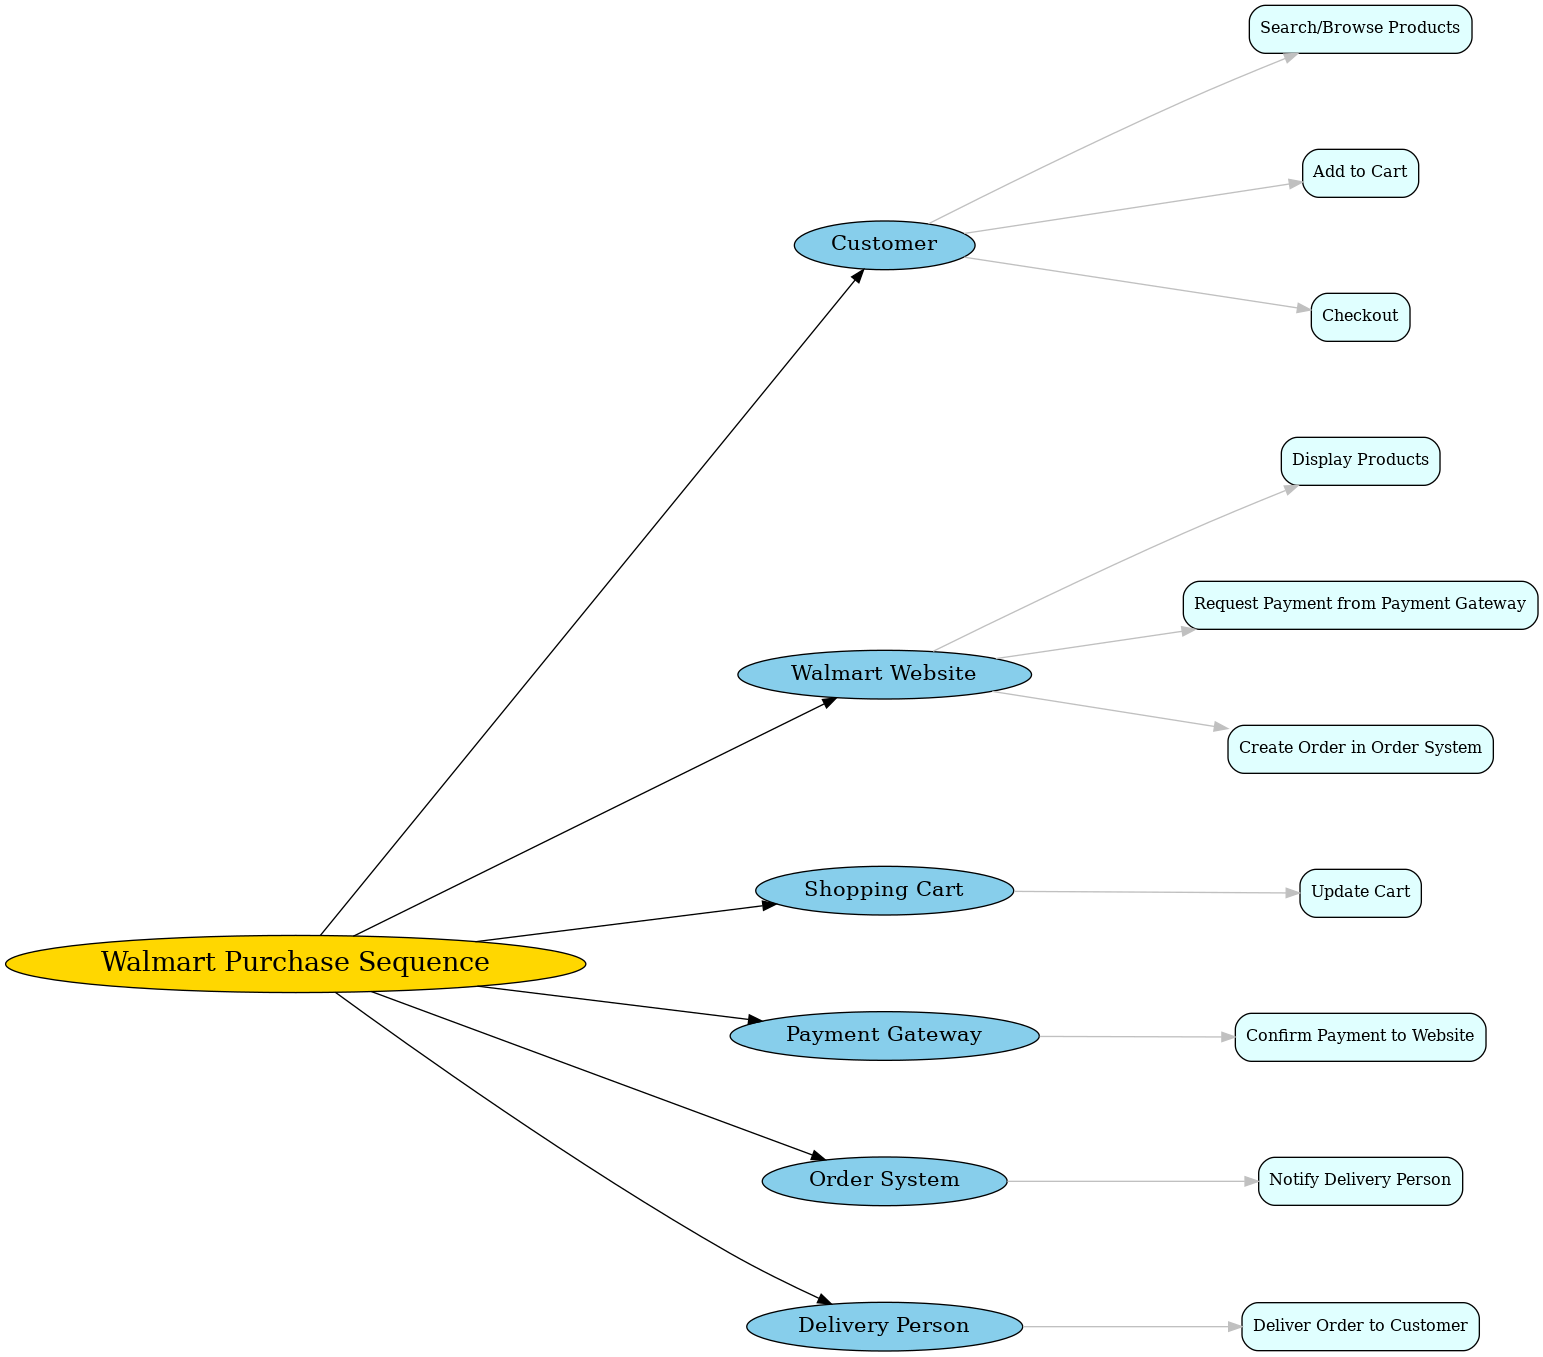 Search/Browse Products
Add to Cart
Customer
Checkout
Display Products
Request Payment from Payment Gateway
Walmart Website
Create Order in Order System
Shopping Cart
Update Cart
Walmart Purchase Sequence
Payment Gateway
Confirm Payment to Website
Order System
Notify Delivery Person
Delivery Person
Deliver Order to Customer